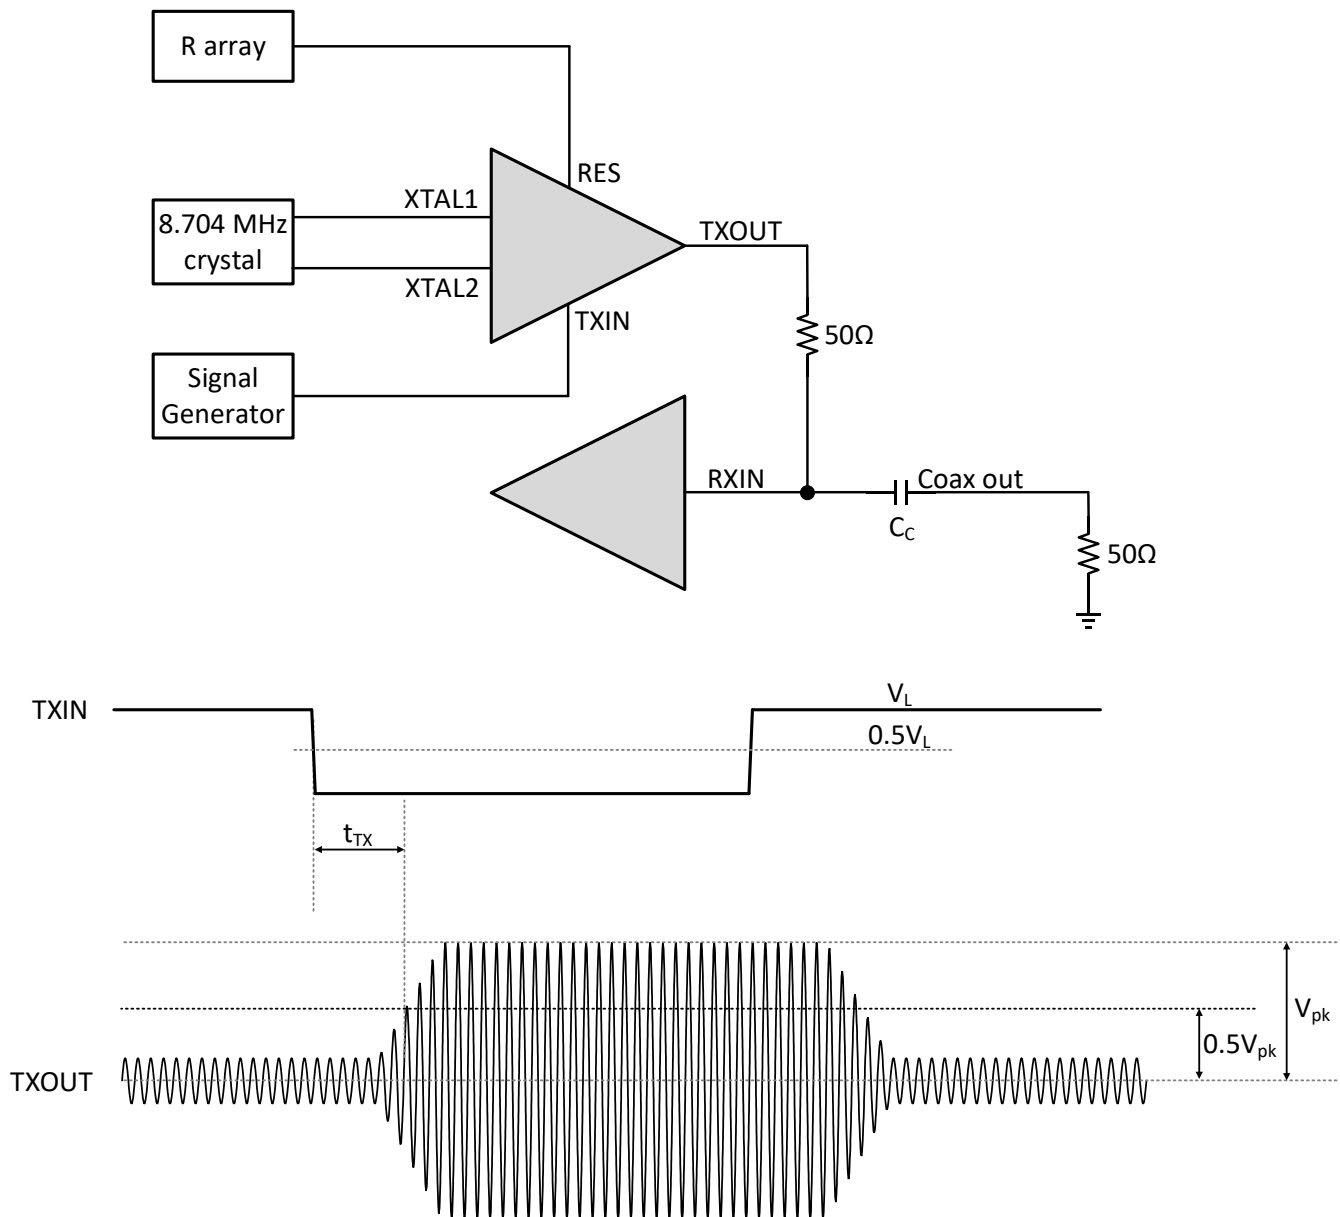 R array
RES
XTAL1
8.704 MHz
crystal
XTAL2
TXOUT
TXIN
50Ω
Signal
Generator
RXIN
Coax out
C_C
50Ω
TXIN
V_L
0.5V_L
t_TX
V_pk
0.5V_pk
TXOUT